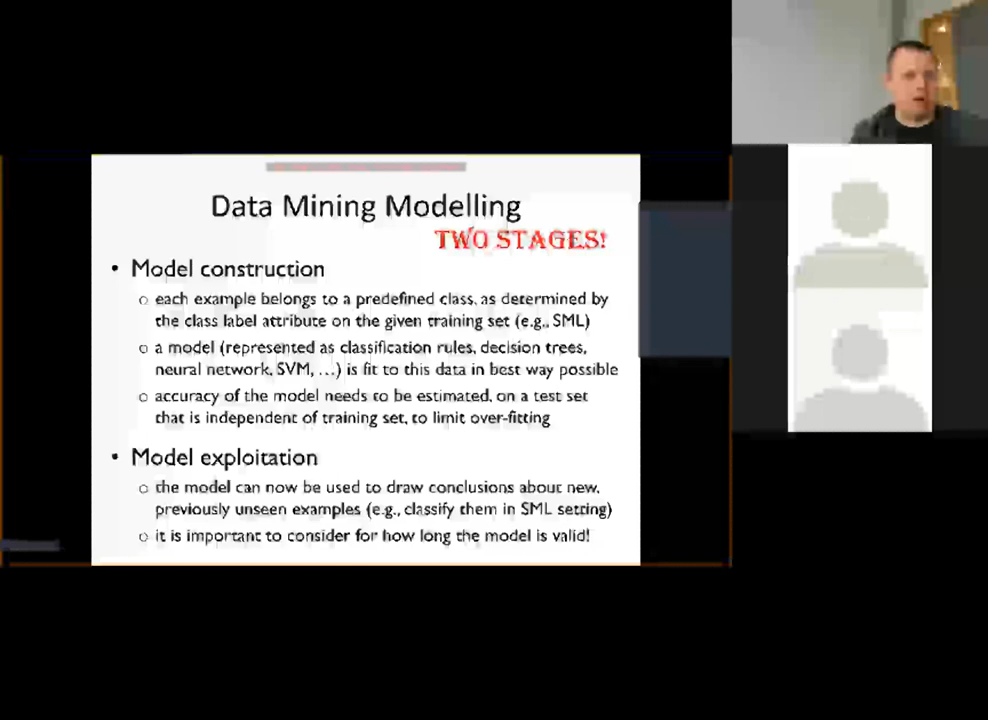 Data Mining Modelling
TWO STAGES!
• Model construction
o each example belongs to a predefined class, as determined by
the class label attribute on the given training set (e.g., SML)
o a model (represented as classification rules, decision trees,
neural network, SVM, ...) is fit to this data in best way possible
o accuracy of the model needs to be estimated, on a test set
that is independent of training set, to limit over-fitting
• Model exploitation
o the model can now be used to draw conclusions about new,
previously unseen examples (e.g., classify them in SML setting)
o it is important to consider for how long the model is valid!